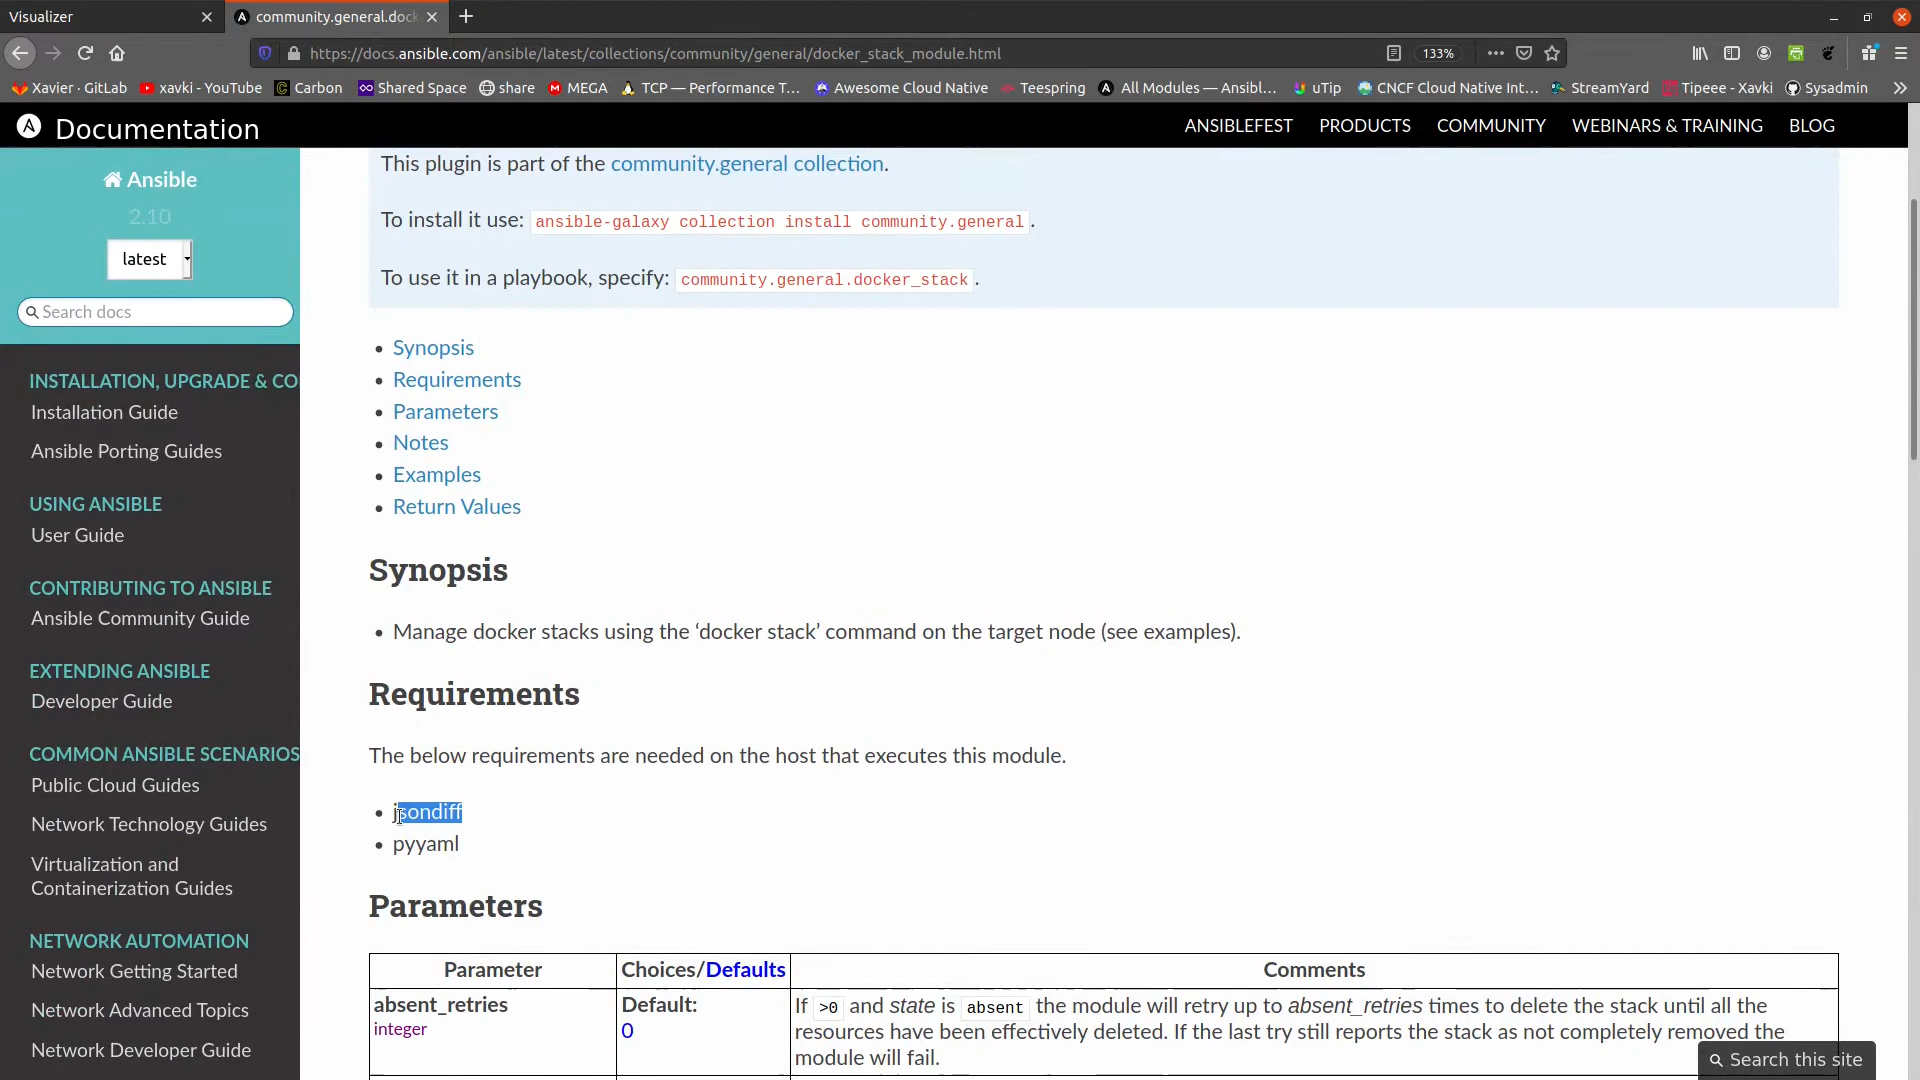 Visualizer
community.general.dock
https://docs.ansible.com/ansible/latest/collections/community/general/docker_stack_module.html
133%
Xavier · GitLab
xavki - YouTube
Carbon
Shared Space
share
MEGA
TCP — Performance T...
Awesome Cloud Native
Teespring
All Modules — Ansibl...
uTip
CNCF Cloud Native Int...
StreamYard
Tipeee - Xavki
Sysadmin
Documentation
ANSIBLEFEST
PRODUCTS
COMMUNITY
WEBINARS & TRAINING
BLOG
Ansible
2.10
latest
Search docs
INSTALLATION, UPGRADE & CO
Installation Guide
Ansible Porting Guides
USING ANSIBLE
User Guide
CONTRIBUTING TO ANSIBLE
Ansible Community Guide
EXTENDING ANSIBLE
Developer Guide
COMMON ANSIBLE SCENARIOS
Public Cloud Guides
Network Technology Guides
Virtualization and
Containerization Guides
NETWORK AUTOMATION
Network Getting Started
Network Advanced Topics
Network Developer Guide
This plugin is part of the community.general collection.
To install it use: ansible-galaxy collection install community.general .
To use it in a playbook, specify: community.general.docker_stack .
Synopsis
Requirements
Parameters
Notes
Examples
Return Values
Synopsis
Manage docker stacks using the ‘docker stack’ command on the target node (see examples).
Requirements
The below requirements are needed on the host that executes this module.
jsondiff
pyyaml
Parameters
Parameter
Choices/Defaults
Comments
absent_retries
integer
Default:
0
If >0 and state is absent the module will retry up to absent_retries times to delete the stack until all the
resources have been effectively deleted. If the last try still reports the stack as not completely removed the
module will fail.
Search this site